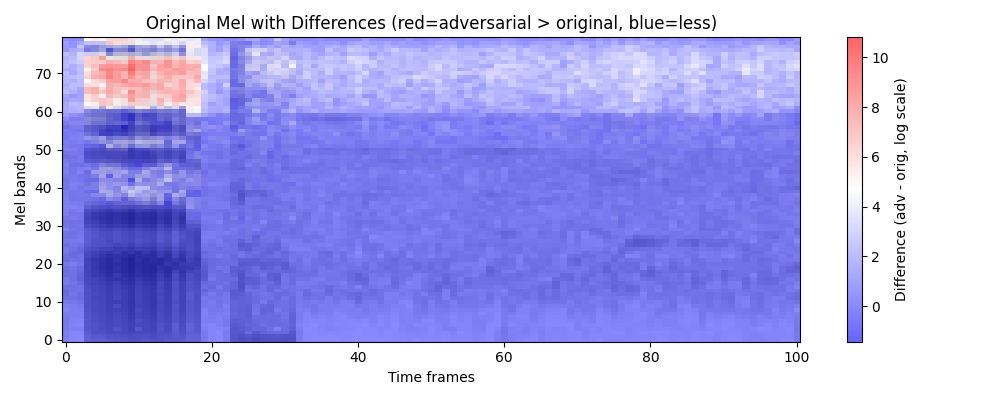 Original Mel with Differences (red=adversarial > original, blue=less)
Mel bands
70
60
50
40
30
20
10
0
0 20 40 60 80 100
Time frames
10
8
6
4
2
0
Difference (adv - orig, log scale)